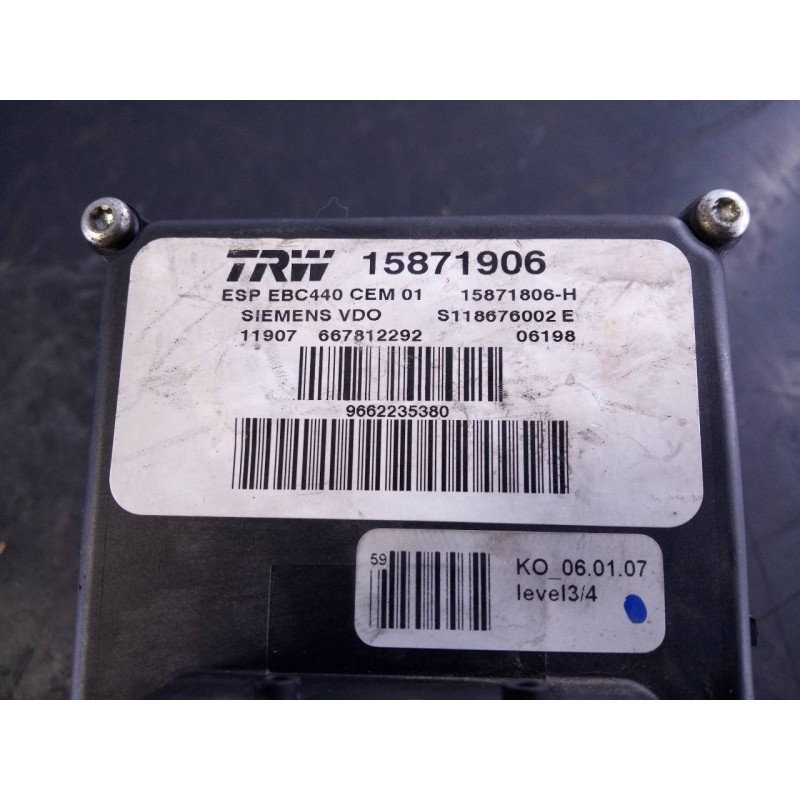 TRW 15871906
ESP EBC440 CEM 01 15871806-H
SIEMENS VDO S118676002 E
11907 667812292 06198
9662235380
59
KO_06.01.07
level3/4